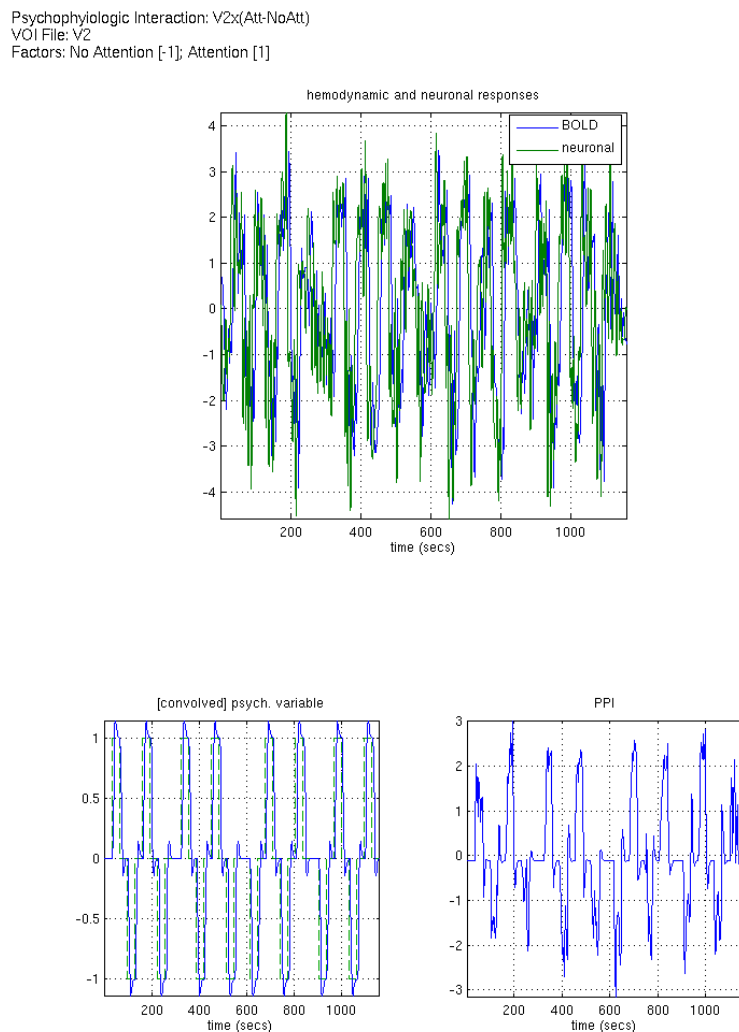 Psychophyiologic Interaction: V2x(Att-NoAtt)
VOI File: V2
Factors: No Attention [-1]; Attention [1]
hemodynamic and neuronal responses
BOLD
neuronal
4
3
2
1
0
-1
-2
-3
-4
200 400 600 800 1000
time (secs)
[convolved] psych. variable
1
0.5
0
-0.5
-1
200 400 600 800 1000
time (secs)
PPI
3
2
1
0
-1
-2
-3
200 400 600 800 1000
time (secs)